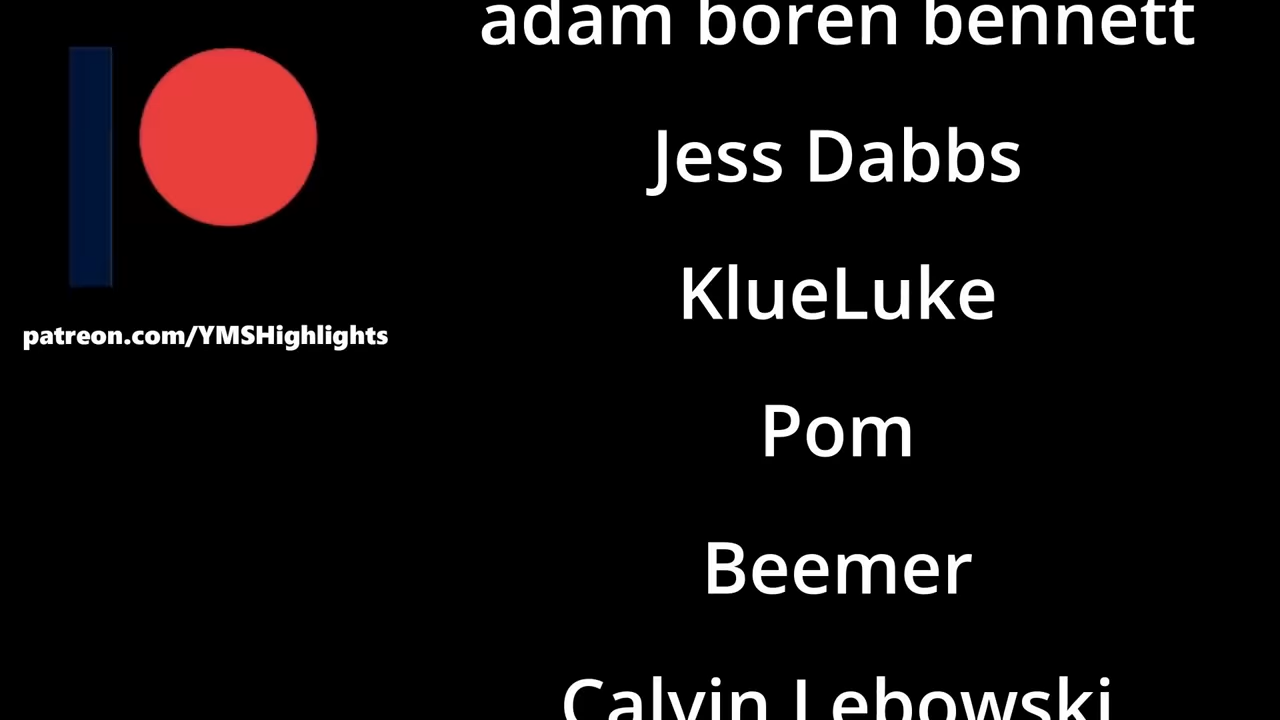 adam boren bennett
Jess Dabbs
KlueLuke
patreon.com/YMSHighlights
Pom
Beemer
Calvin Lebowski